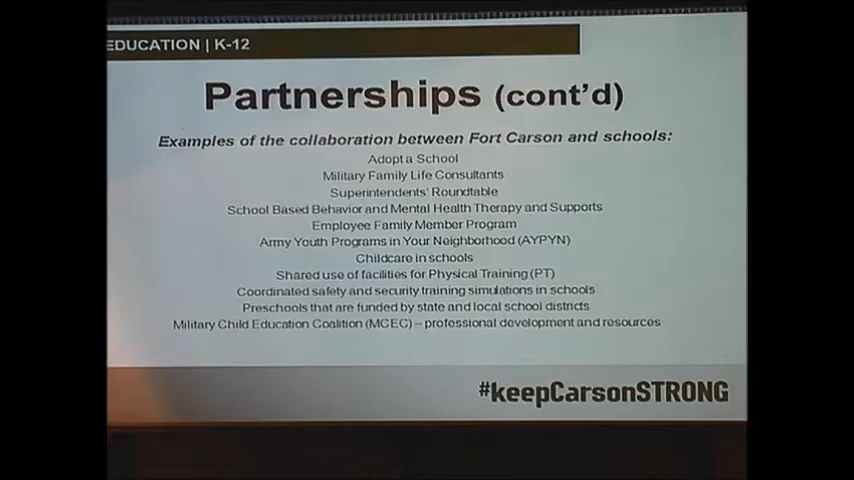 EDUCATION | K-12
Partnerships (cont'd)
Examples of the collaboration between Fort Carson and schools:
Adopt a School
Military Family Life Consultants
Superintendents' Roundtable
School Based Behavior and Mental Health Therapy and Supports
Employee Family Member Program
Army Youth Programs in Your Neighborhood (AYPYN)
Childcare in schools
Shared use of facilities for Physical Training (PT)
Coordinated safety and security training simulations in schools
Preschools that are funded by state and local school districts
Military Child Education Coalition (MCEC) – professional development and resources
#keepCarsonSTRONG